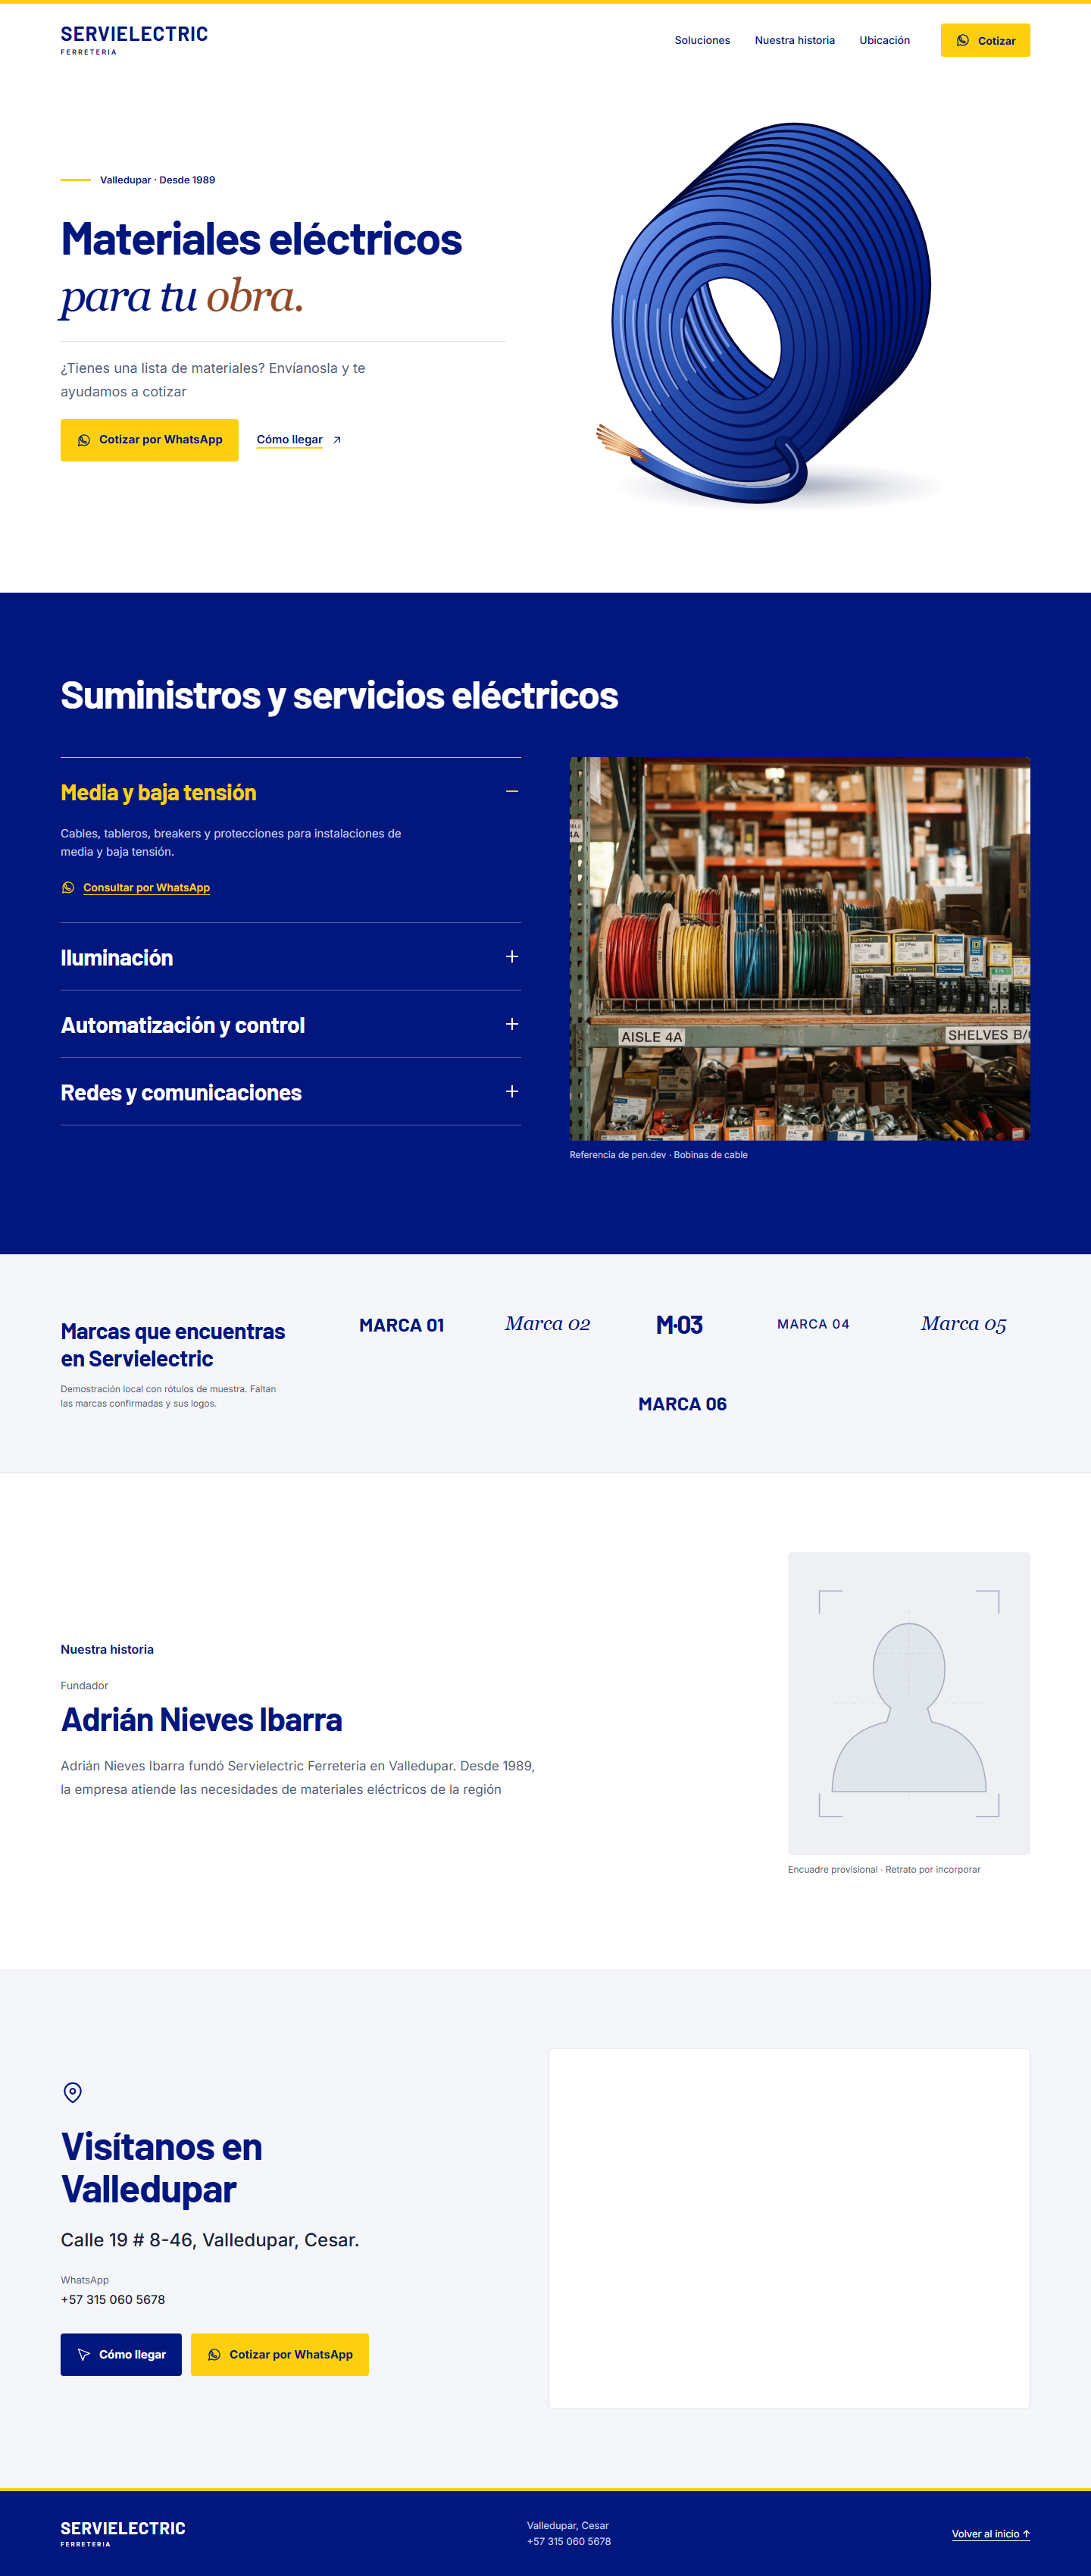 SERVIELECTRIC
FERRETERIA
Soluciones
Nuestra historia
Ubicación
Cotizar
Valledupar · Desde 1989
Materiales eléctricos
para tu obra.
¿Tienes una lista de materiales? Envíanosla y te
ayudamos a cotizar
Cotizar por WhatsApp
Cómo llegar
Suministros y servicios eléctricos
Media y baja tensión
Cables, tableros, breakers y protecciones para instalaciones de
media y baja tensión.
Consultar por WhatsApp
Iluminación
Automatización y control
Redes y comunicaciones
AISLE 4A
SHELVES B/
Referencia de pen.dev · Bobinas de cable
Marcas que encuentras
en Servielectric
Demostración local con rótulos de muestra. Faltan
las marcas confirmadas y sus logos.
MARCA 01
Marca 02
M·03
MARCA 04
Marca 05
MARCA 06
Nuestra historia
Fundador
Adrián Nieves Ibarra
Adrián Nieves Ibarra fundó Servielectric Ferreteria en Valledupar. Desde 1989,
la empresa atiende las necesidades de materiales eléctricos de la región
Encuadre provisional · Retrato por incorporar
Visítanos en
Valledupar
Calle 19 # 8-46, Valledupar, Cesar.
WhatsApp
+57 315 060 5678
Cómo llegar
Cotizar por WhatsApp
SERVIELECTRIC
FERRETERIA
Valledupar, Cesar
+57 315 060 5678
Volver al inicio ↑